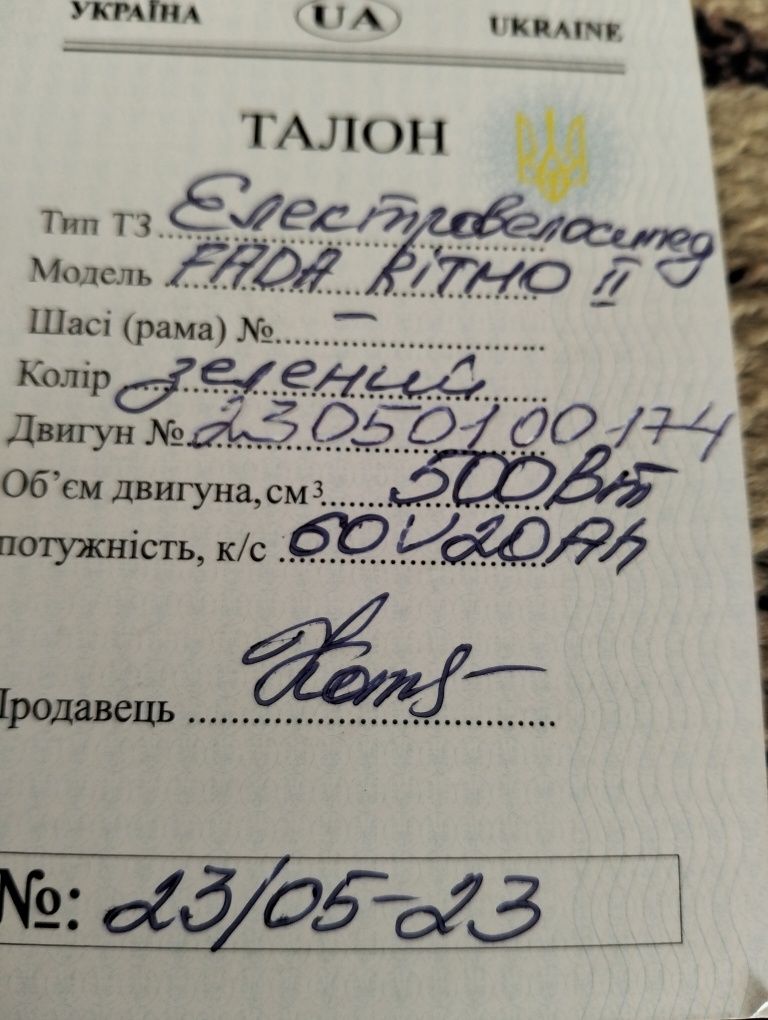 УКРАЇНА UA UKRAINE
ТАЛОН
Тип ТЗ Електровелосипед
Модель FADA RiTMO II
Шасі (рама) № –
Колір зелений
Двигун № 23050100174
Об'єм двигуна, см³ 500Вт
потужність, к/с 60V20Ah
Продавець
№: 23/05-23